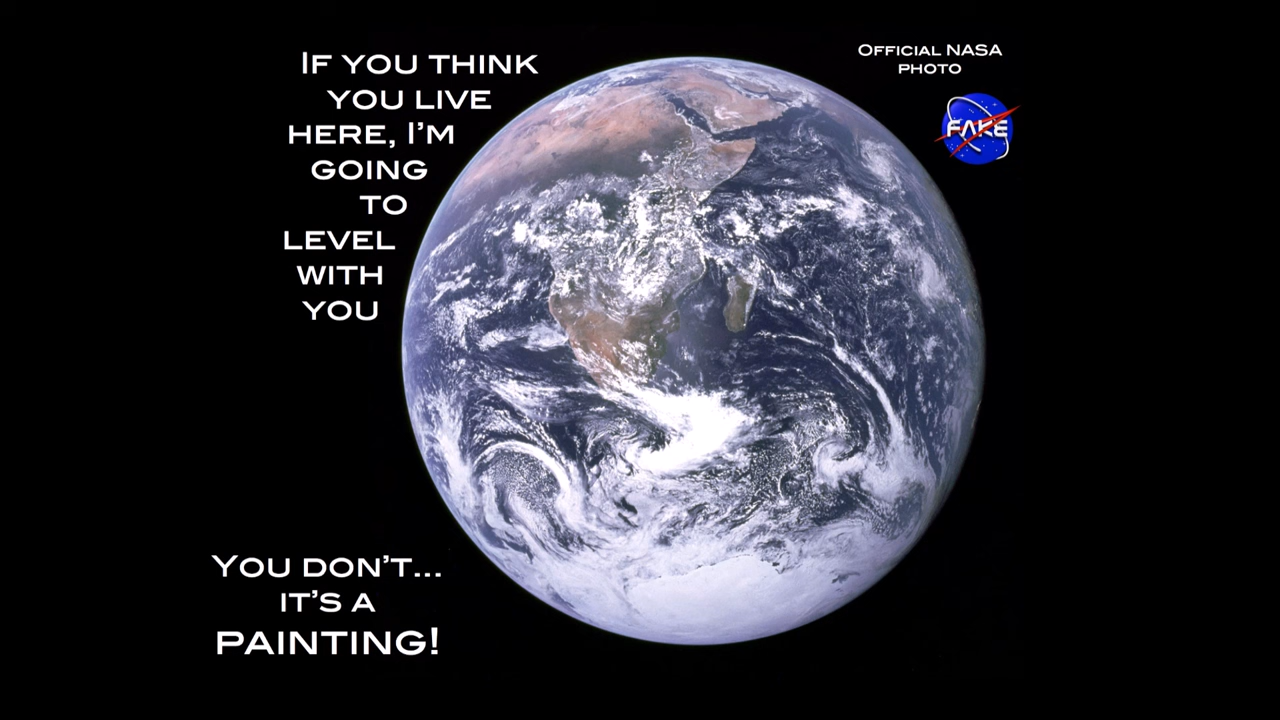 If you think
you live
here, I'm
going
to
level
with
you
Official NASA
photo
FAKE
You don't...
it's a
painting!